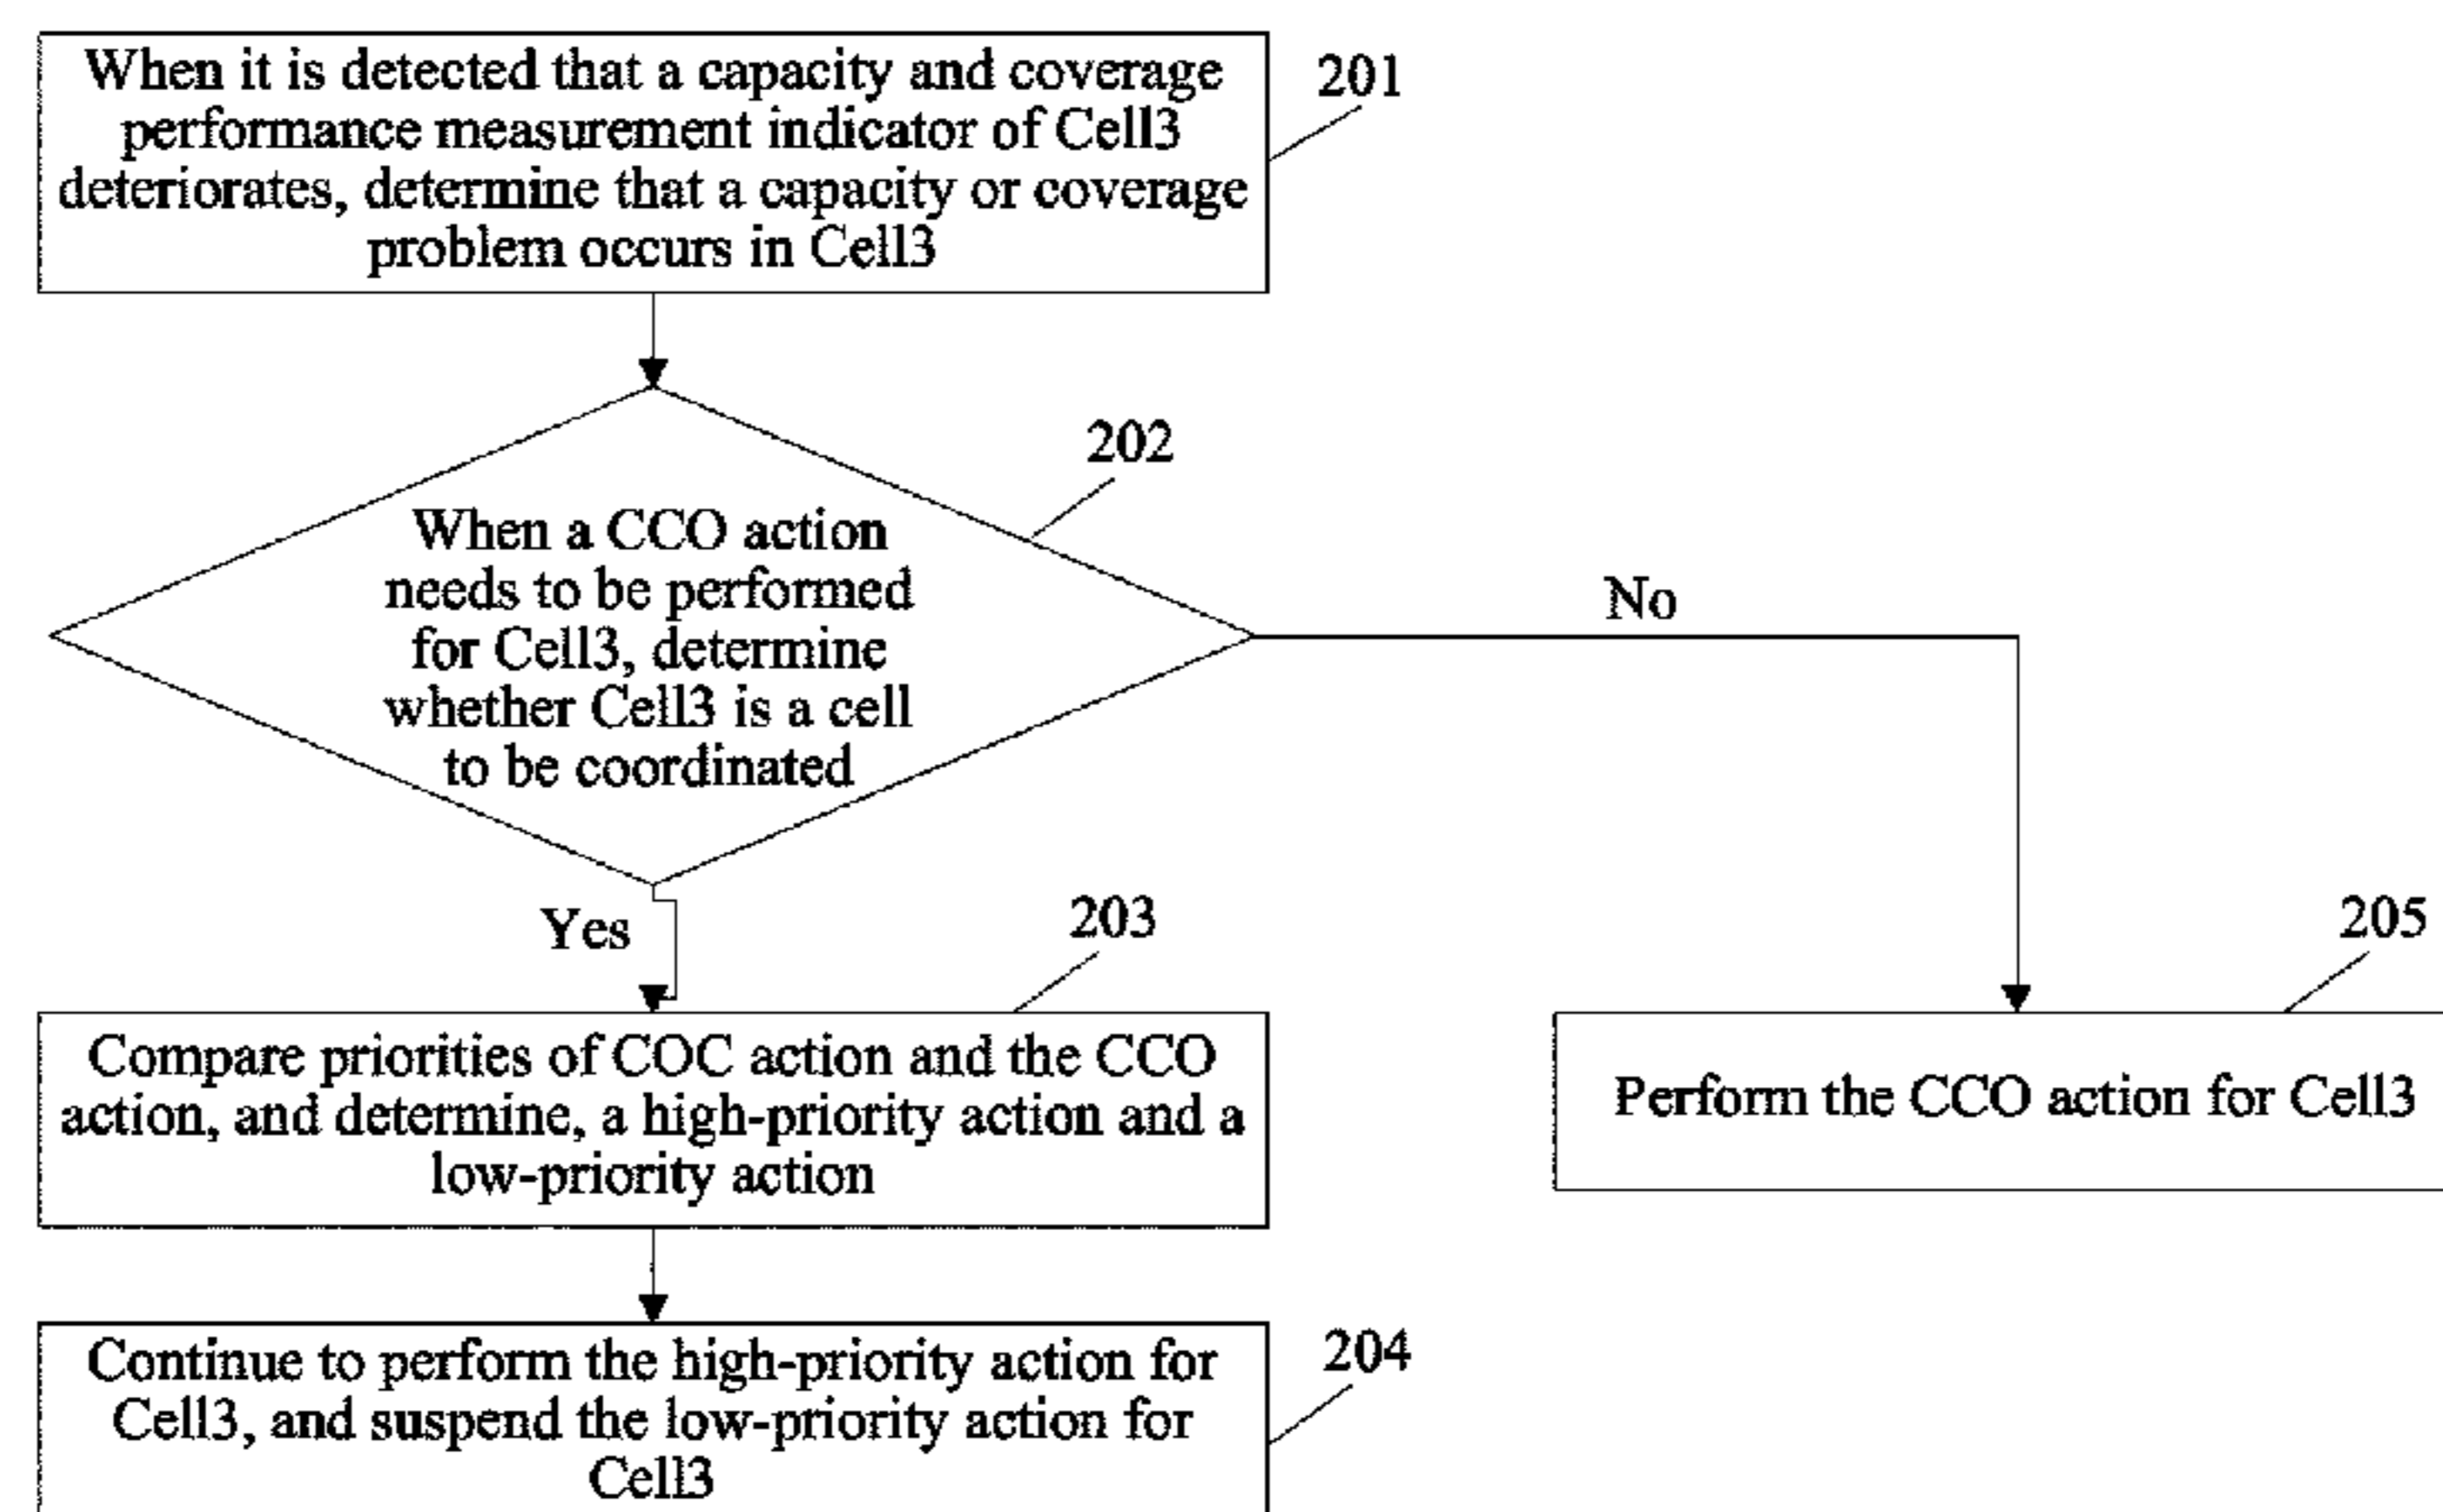 When it is detected that a capacity and coverage
performance measurement indicator of Cell3
deteriorates, determine that a capacity or coverage
problem occurs in Cell3
201
202
When a CCO action
needs to be performed
for Cell3, determine
whether Cell3 is a cell
to be coordinated
No
Yes
203
Compare priorities of COC action and the CCO
action, and determine, a high-priority action and a
low-priority action
205
Perform the CCO action for Cell3
Continue to perform the high-priority action for
Cell3, and suspend the low-priority action for
Cell3
204